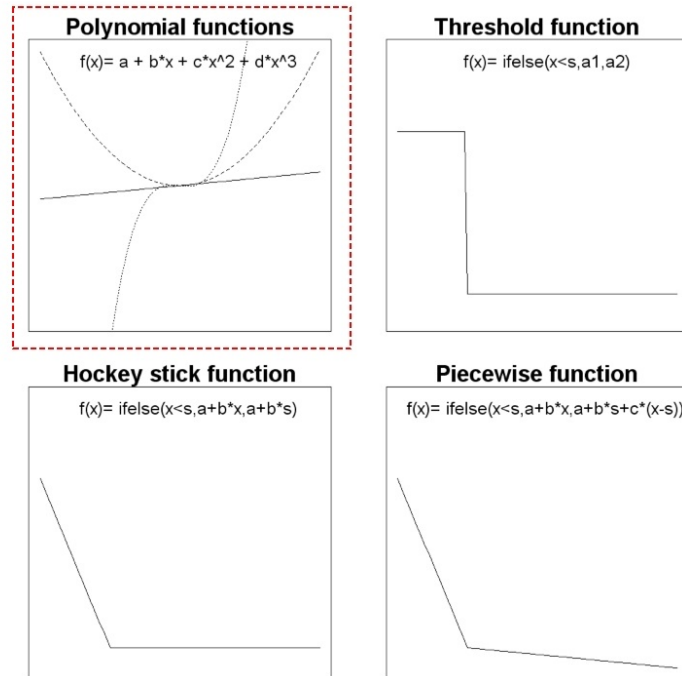 Polynomial functions
f(x)= a + b*x + c*x^2 + d*x^3
Threshold function
f(x)= ifelse(x<s,a1,a2)
Hockey stick function
f(x)= ifelse(x<s,a+b*x,a+b*s)
Piecewise function
f(x)= ifelse(x<s,a+b*x,a+b*s+c*(x-s))